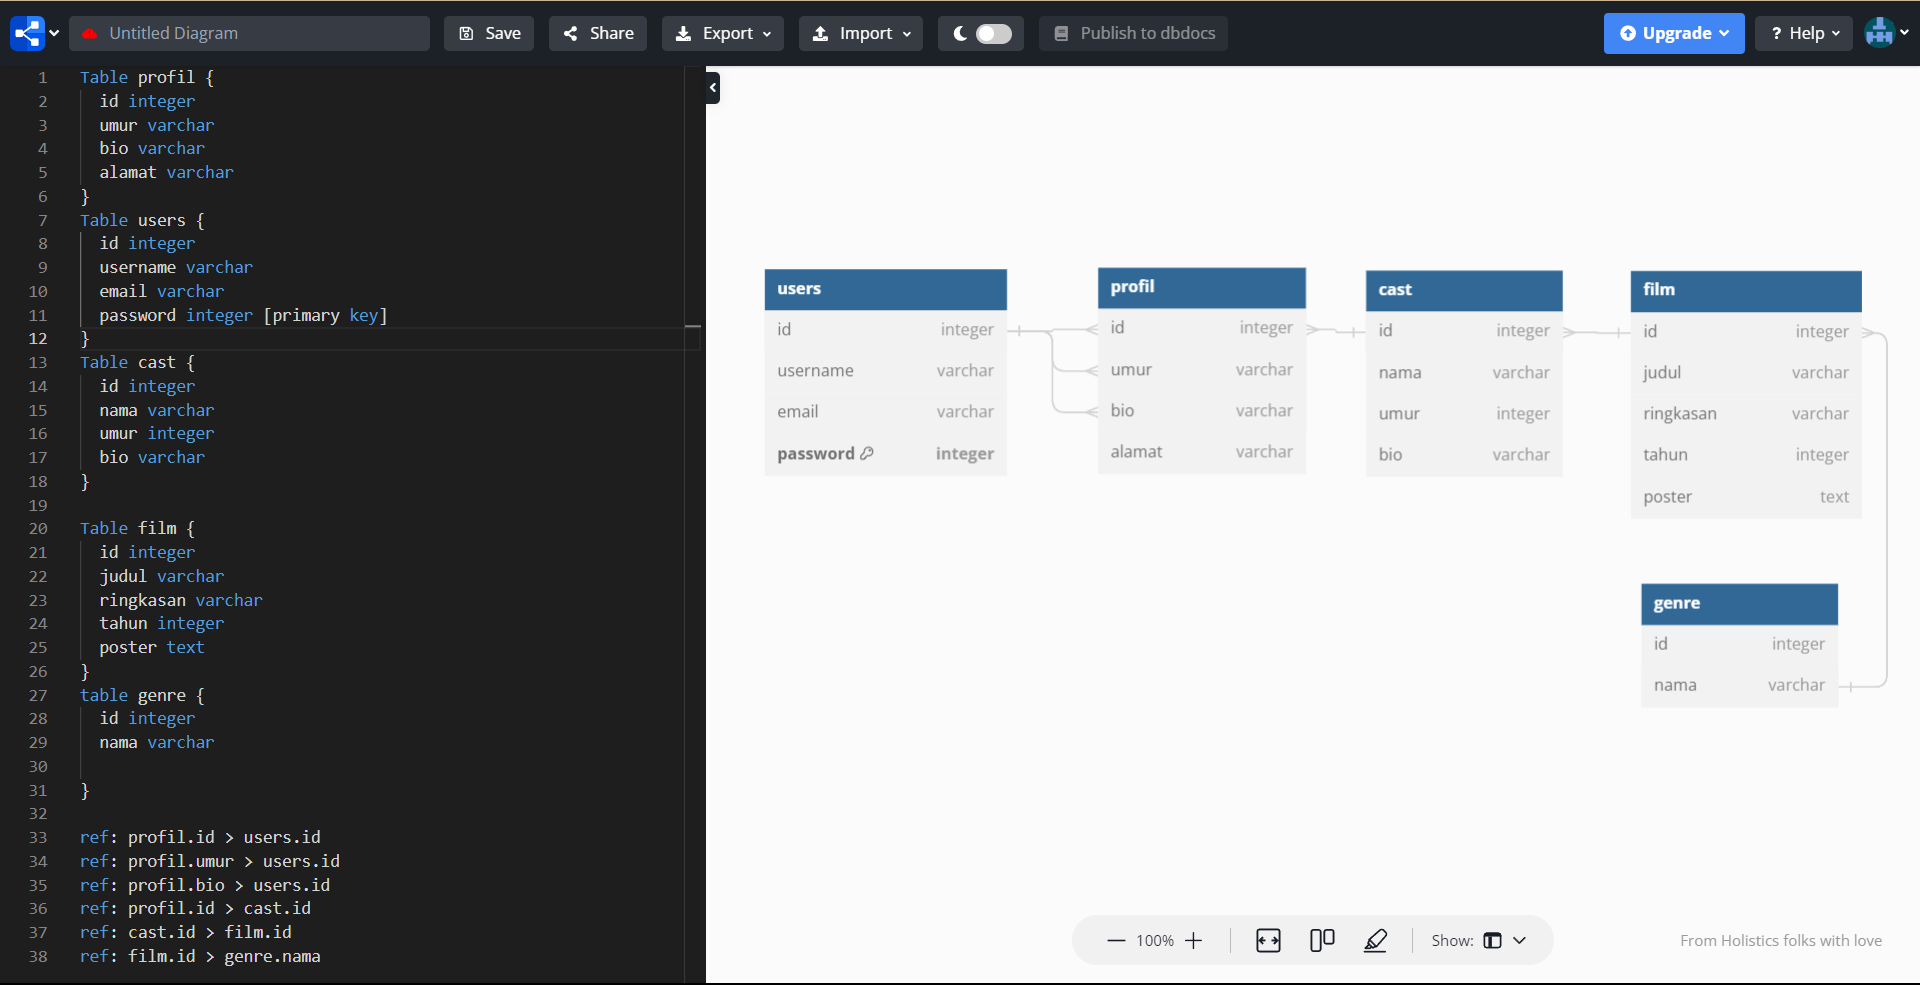 Untitled Diagram Save Share Export Import Publish to dbdocs Upgrade ? Help
1 Table profil {
2 id integer
3 umur varchar
4 bio varchar
5 alamat varchar
6 }
7 Table users {
8 id integer
9 username varchar
10 email varchar
11 password integer [primary key]
12 }
13 Table cast {
14 id integer
15 nama varchar
16 umur integer
17 bio varchar
18 }
19
20 Table film {
21 id integer
22 judul varchar
23 ringkasan varchar
24 tahun integer
25 poster text
26 }
27 table genre {
28 id integer
29 nama varchar
30
31 }
32
33 ref: profil.id > users.id
34 ref: profil.umur > users.id
35 ref: profil.bio > users.id
36 ref: profil.id > cast.id
37 ref: cast.id > film.id
38 ref: film.id > genre.nama
users
id integer
username varchar
email varchar
password integer
profil
id integer
umur varchar
bio varchar
alamat varchar
cast
id integer
nama varchar
umur integer
bio varchar
film
id integer
judul varchar
ringkasan varchar
tahun integer
poster text
genre
id integer
nama varchar
100% Show:
From Holistics folks with love